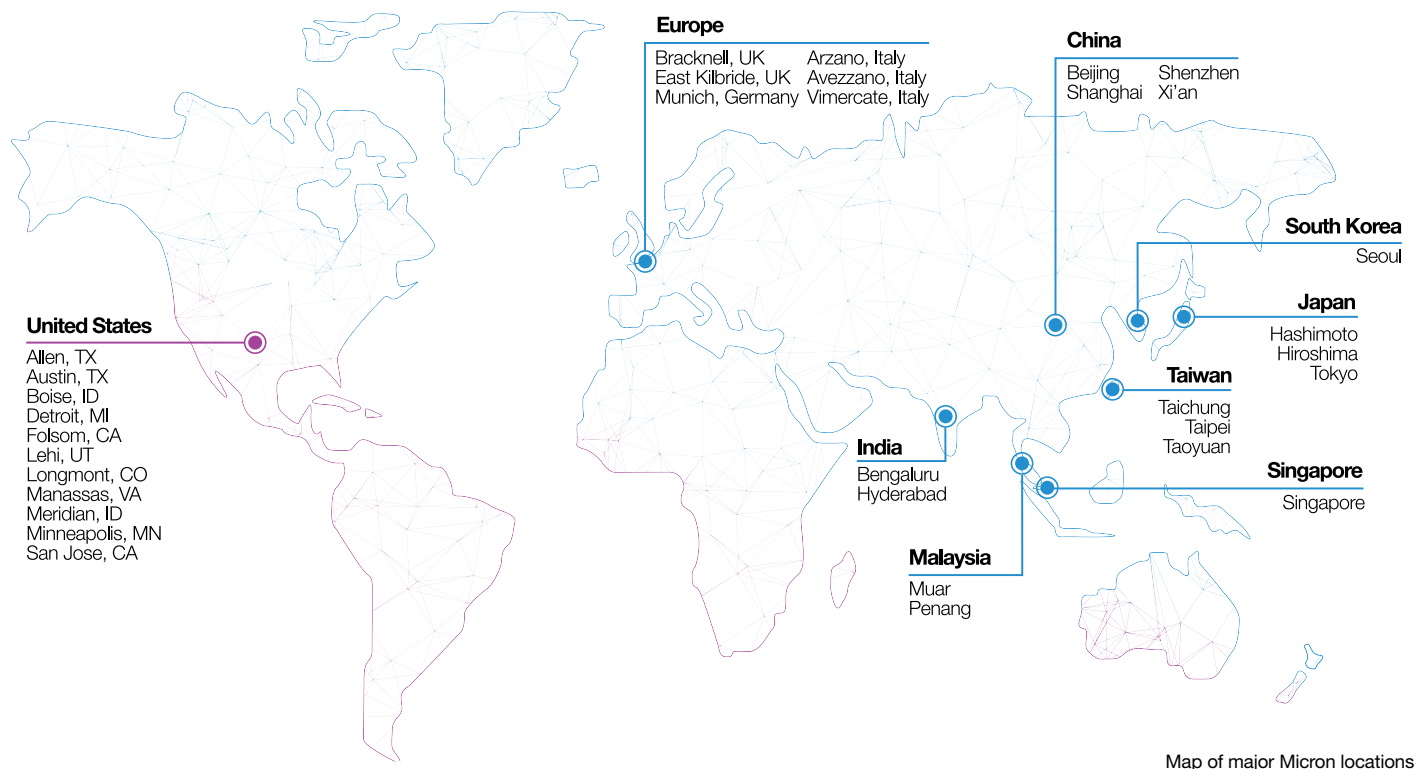 Europe
Bracknell, UK Arzano, Italy
East Kilbride, UK Avezzano, Italy
Munich, Germany Vimercate, Italy
China
Beijing Shenzhen
Shanghai Xi’an
South Korea
Seoul
United States
Allen, TX
Austin, TX
Boise, ID
Detroit, MI
Folsom, CA
Lehi, UT
Longmont, CO
Manassas, VA
Meridian, ID
Minneapolis, MN
San Jose, CA
Japan
Hashimoto
Hiroshima
Tokyo
Taiwan
Taichung
Taipei
Taoyuan
India
Bengaluru
Hyderabad
Singapore
Singapore
Malaysia
Muar
Penang
Map of major Micron locations